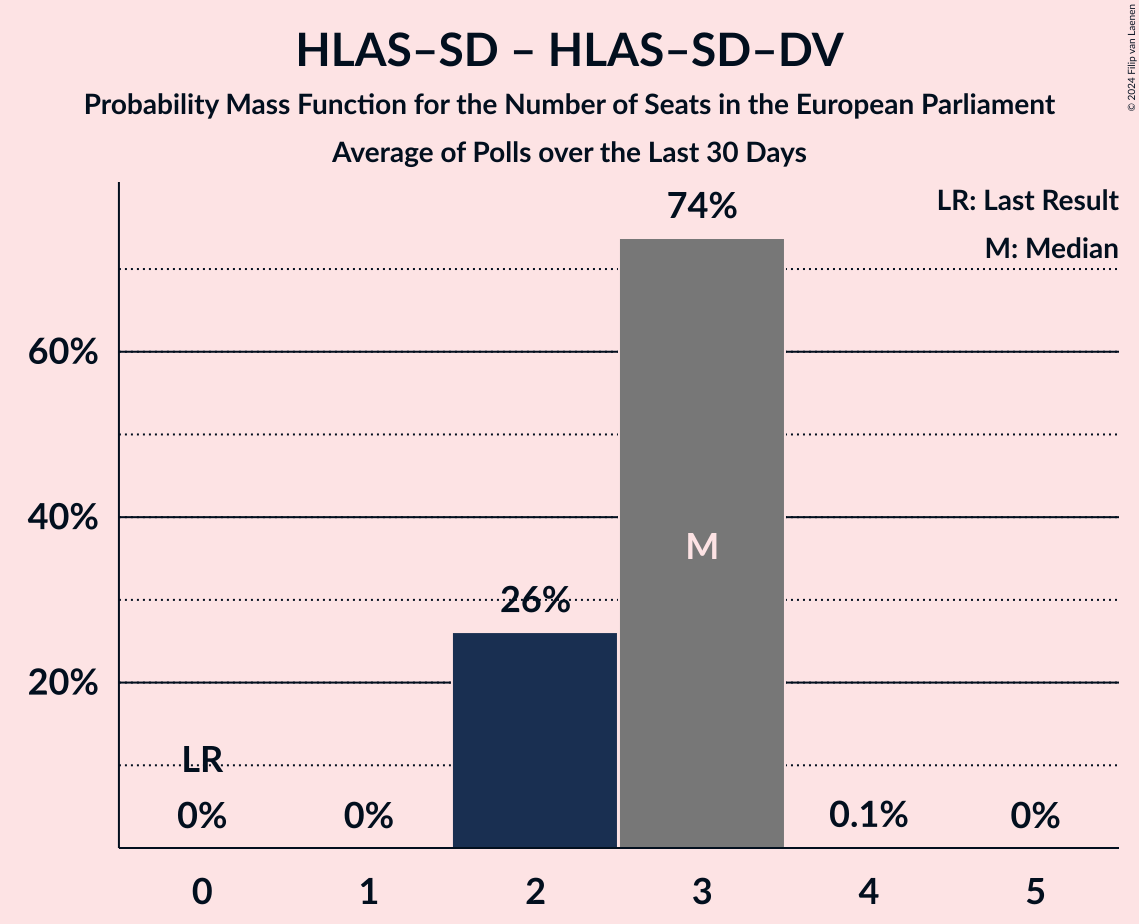 HLAS–SD – HLAS–SD–DV
Probability Mass Function for the Number of Seats in the European Parliament
Average of Polls over the Last 30 Days
© 2024 Filip van Laenen
LR: Last Result
M: Median
74%
60%
40%
M
26%
20%
LR
0%
0%
0.1%
0%
0
1
2
3
4
5